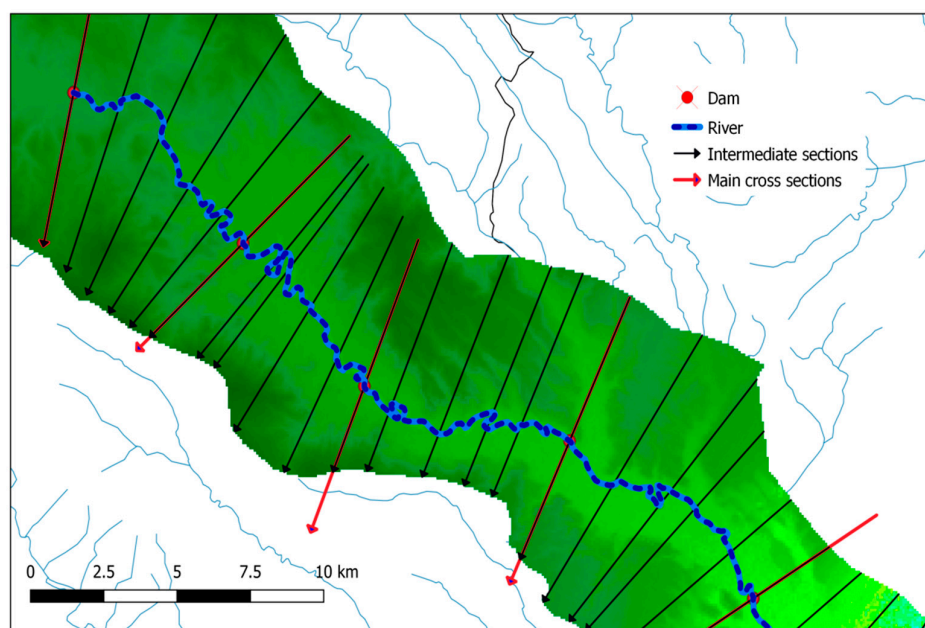 Dam
River
Intermediate sections
Main cross sections
0 2.5 5 7.5 10 km